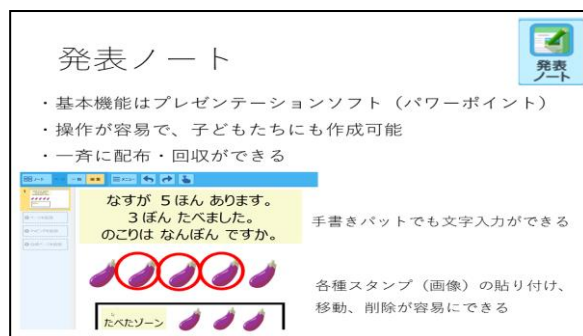 発表ノート
発表
ノート
・基本機能はプレゼンテーションソフト（パワーポイント）
・操作が容易で、子どもたちにも作成可能
・一斉に配布・回収ができる
なすが 5ほん あります。
3ぼん たべました。
のこりは なんぼん ですか。
手書きパットでも文字入力ができる
各種スタンプ（画像）の貼り付け、
移動、削除が容易にできる
たべたゾーン